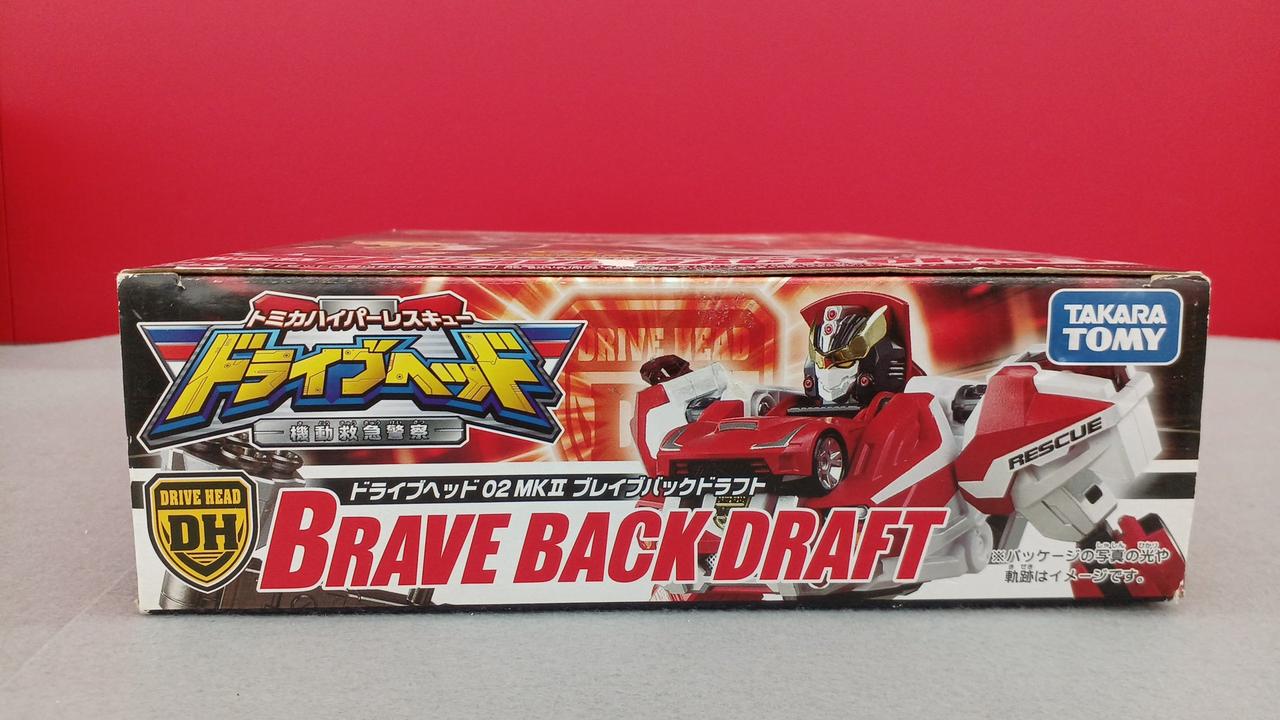 トミカハイパーレスキュー
ドライブヘッド
機動救急警察
DRIVE HEAD
TAKARA
TOMY
RESCUE
DRIVE HEAD
DH
ドライブヘッド 02 MKⅡ ブレイブバックドラフト
BRAVE BACK DRAFT
※パッケージの写真の光や
軌跡はイメージです。